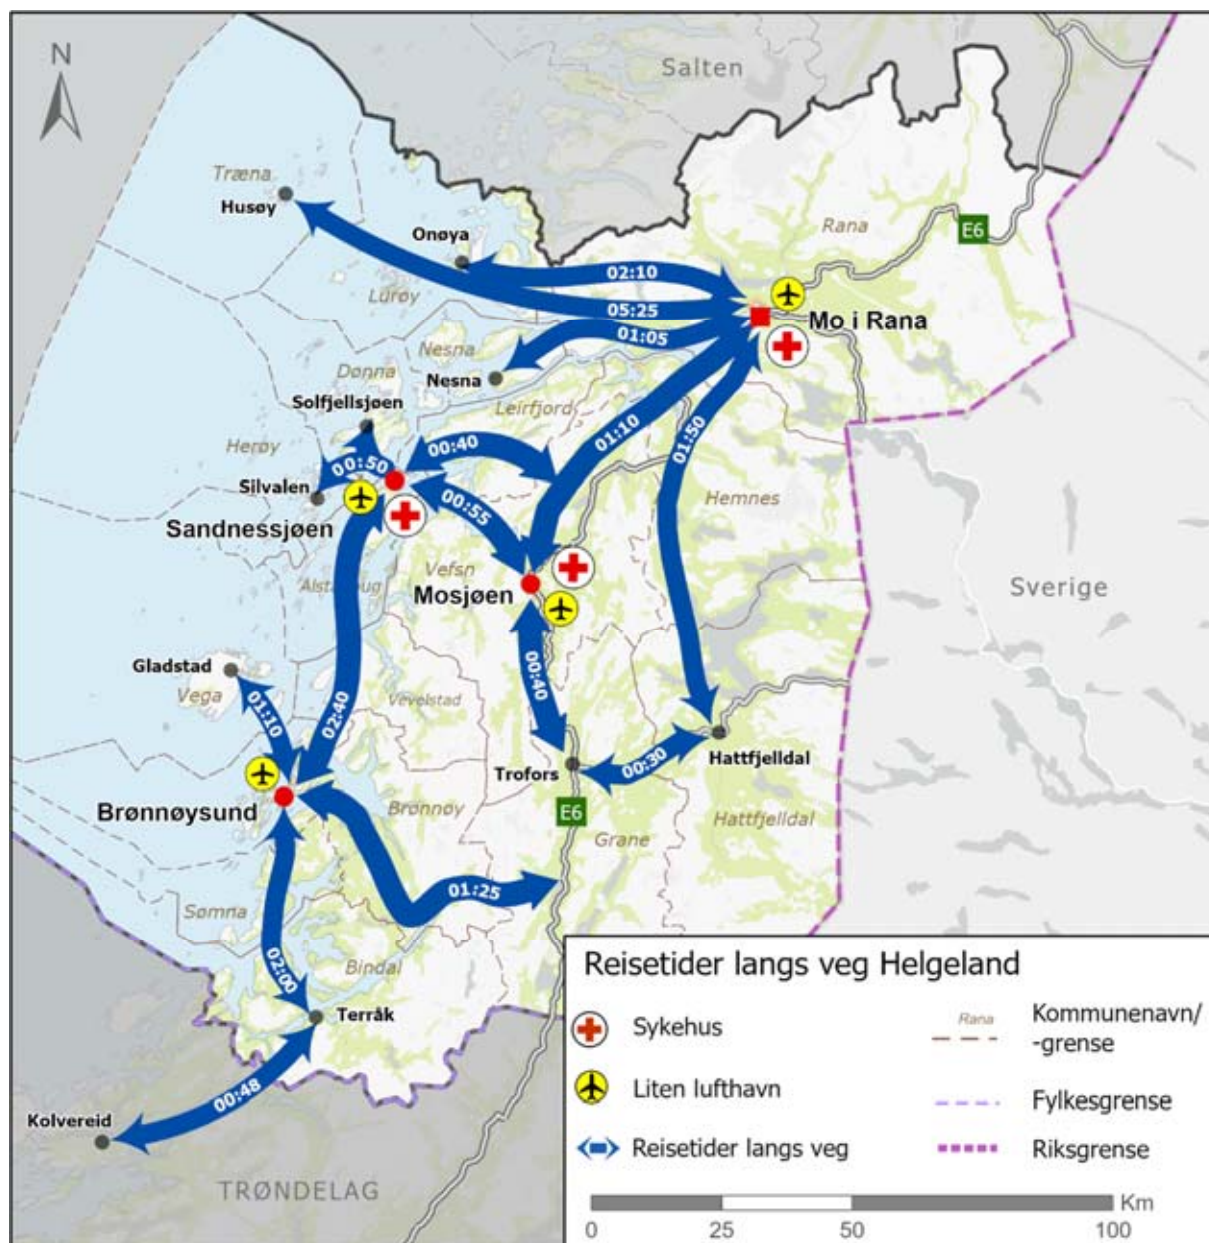 N
Salten
Træna
Husøy
Onøya
Rana
E6
02:10
Lurøy
05:25
Mo i Rana
01:05
Nesna
Nesna
Dønna
Solfjellsjøen
Leirfjord
01:10
01:50
Herøy
00:40
00:50
Silvalen
00:55
Hemnes
Sandnessjøen
Vefsn
Alstahaug
Mosjøen
Sverige
Gladstad
Vega
00:40
Vevelstad
01:10
02:40
Hattfjelldal
Trofors
00:30
Brønnøysund
Brønnøy
E6
Grane
Hattfjelldal
01:25
Sømna
02:00
Bindal
Terråk
00:48
Kolvereid
TRØNDELAG
Reisetider langs veg Helgeland
Sykehus
Liten lufthavn
Reisetider langs veg
Rana
Kommunenavn/
-grense
Fylkesgrense
Riksgrense
Km
0 25 50 100